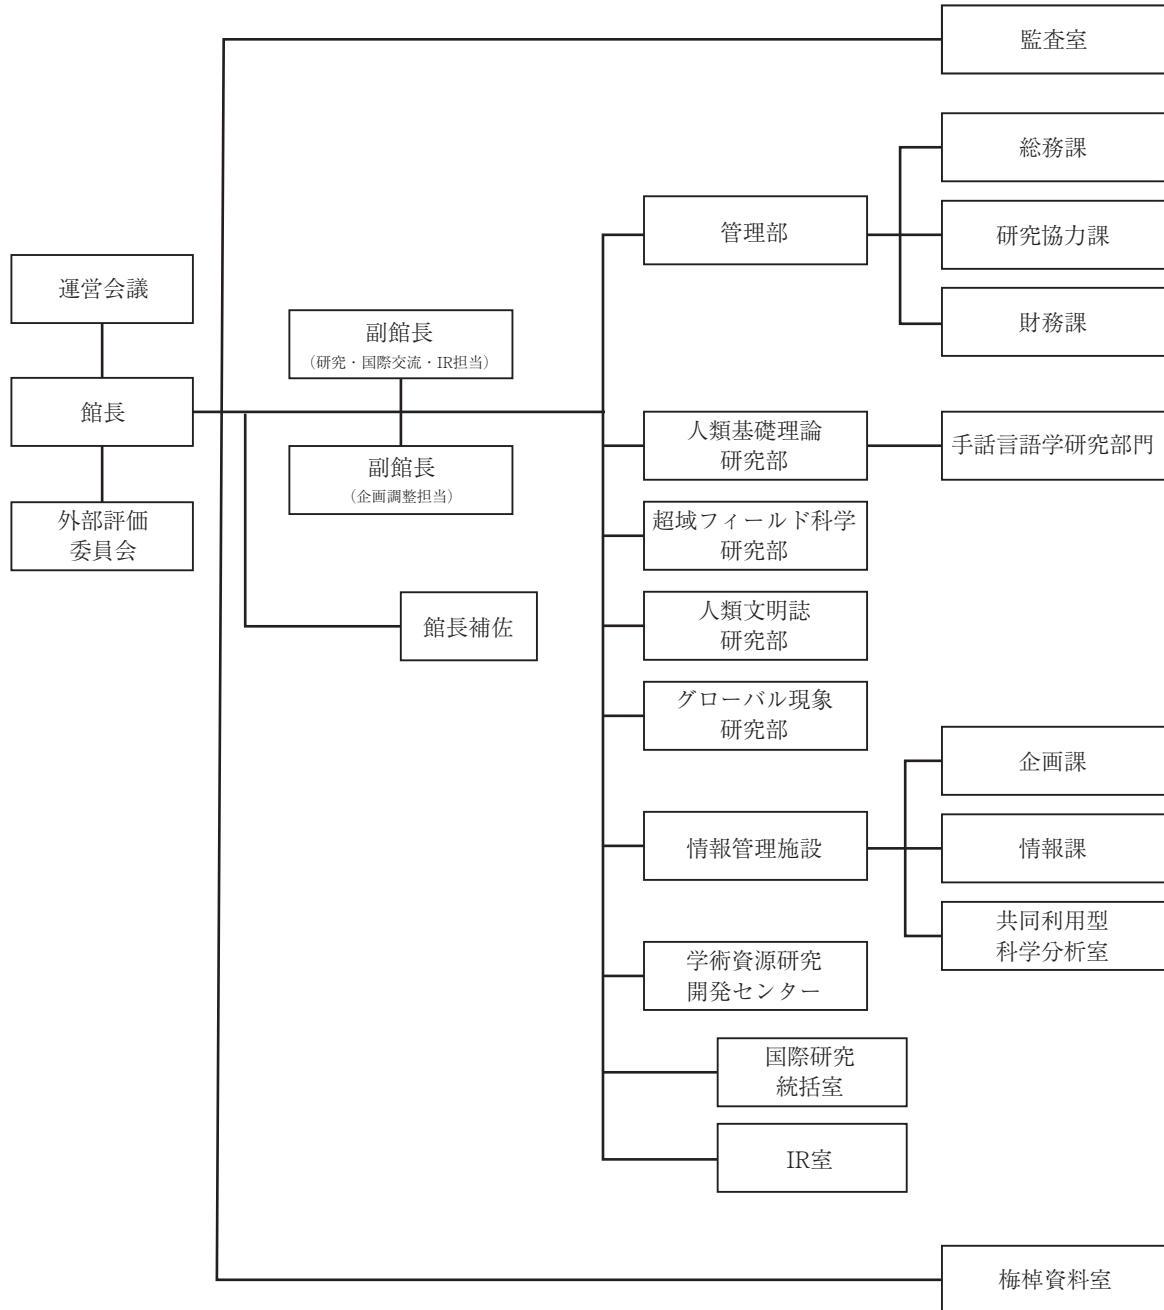 監査室
総務課
管理部
研究協力課
財務課
運営会議
館長
外部評価
委員会
副館長
（研究・国際交流・IR担当）
副館長
（企画調整担当）
館長補佐
人類基礎理論
研究部
手話言語学研究部門
超域フィールド科学
研究部
人類文明誌
研究部
グローバル現象
研究部
企画課
情報管理施設
情報課
共同利用型
科学分析室
学術資源研究
開発センター
国際研究
統括室
IR室
梅棹資料室